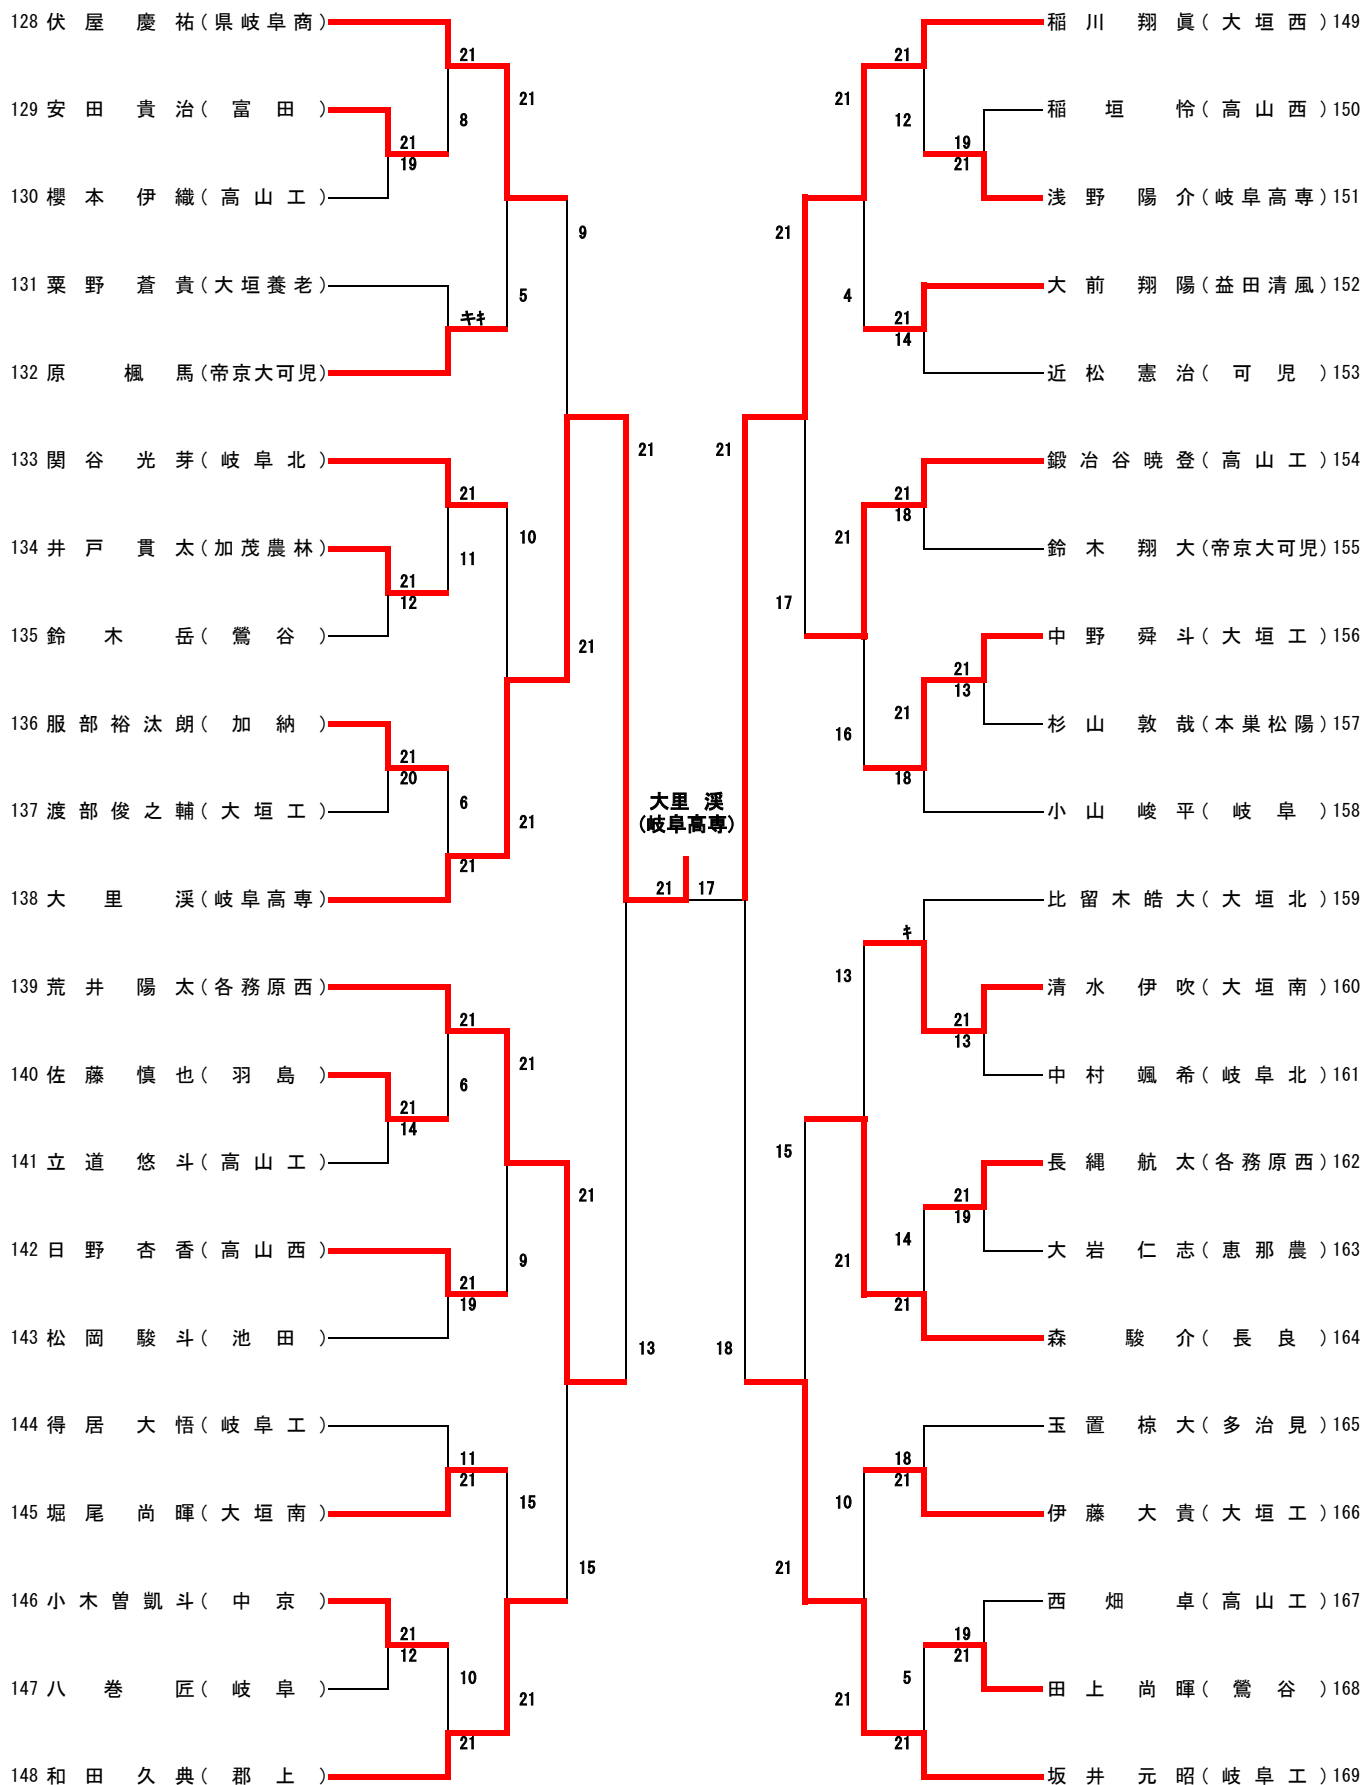 128 伏屋 慶祐 (県岐阜商)
21
129 安田 貴治 (富田)
8
21
19
21
130 櫻本 伊織 (高山工)
9
131 粟野 蒼貴 (大垣養老)
5
キキ
132 原 楓馬 (帝京大可児)
21
133 関谷 光芽 (岐阜北)
21
10
134 井戸 貫太 (加茂農林)
11
21
12
135 鈴木 岳 (鶯谷)
21
136 服部裕汰朗 (加納)
21
20
6
137 渡部俊之輔 (大垣工)
21
21
138 大里 渓 (岐阜高専)
大里 渓
(岐阜高専)
21 17
139 荒井 陽太 (各務原西)
21
21
140 佐藤 慎也 (羽島)
6
21
14
141 立道 悠斗 (高山工)
21
142 日野 杏香 (高山西)
9
21
19
143 松岡 駿斗 (池田)
13
144 得居 大悟 (岐阜工)
11
21
15
145 堀尾 尚暉 (大垣南)
15
146 小木曽凱斗 (中京)
21
12
10
147 八巻 匠 (岐阜)
21
21
148 和田 久典 (郡上)
稲川 翔眞 (大垣西) 149
21
21
稲垣 怜 (高山西) 150
12
19
21
浅野 陽介 (岐阜高専) 151
21
大前 翔陽 (益田清風) 152
4
21
14
近松 憲治 (可児) 153
21
鍛冶谷暁登 (高山工) 154
21
18
21
鈴木 翔大 (帝京大可児) 155
17
中野 舜斗 (大垣工) 156
21
13
21
杉山 敦哉 (本巣松陽) 157
16
18
小山 峻平 (岐阜) 158
比留木皓大 (大垣北) 159
キ
13
清水 伊吹 (大垣南) 160
21
13
中村 颯希 (岐阜北) 161
15
長縄 航太 (各務原西) 162
21
19
14
大岩 仁志 (恵那農) 163
21
21
森 駿介 (長良) 164
18
玉置 椋大 (多治見) 165
18
21
10
伊藤 大貴 (大垣工) 166
21
西畑 卓 (高山工) 167
19
21
5
田上 尚暉 (鶯谷) 168
21
21
坂井 元昭 (岐阜工) 169